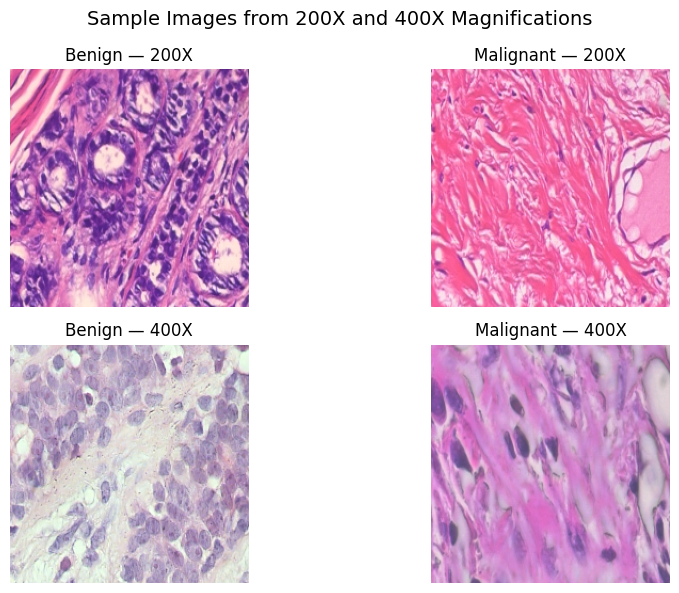 Sample Images from 200X and 400X Magnifications
Benign — 200X
Malignant — 200X
Benign — 400X
Malignant — 400X